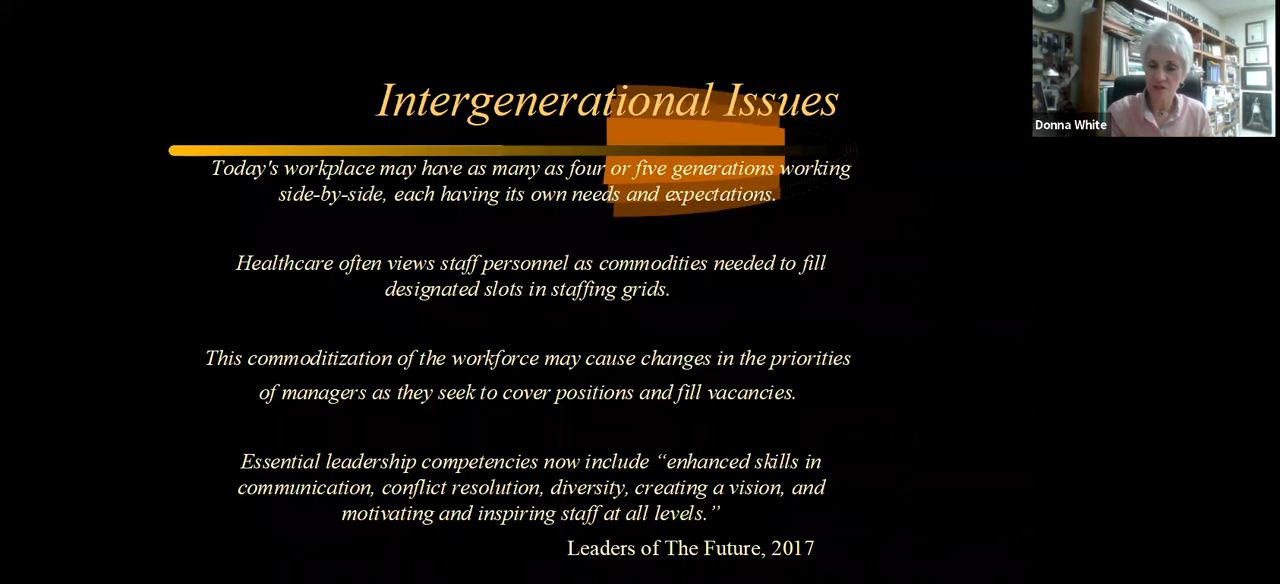 Intergenerational Issues
Today's workplace may have as many as four or five generations working
side-by-side, each having its own needs and expectations.
Healthcare often views staff personnel as commodities needed to fill
designated slots in staffing grids.
This commoditization of the workforce may cause changes in the priorities
of managers as they seek to cover positions and fill vacancies.
Essential leadership competencies now include “enhanced skills in
communication, conflict resolution, diversity, creating a vision, and
motivating and inspiring staff at all levels.”
Leaders of The Future, 2017
KINDNESS
Donna White